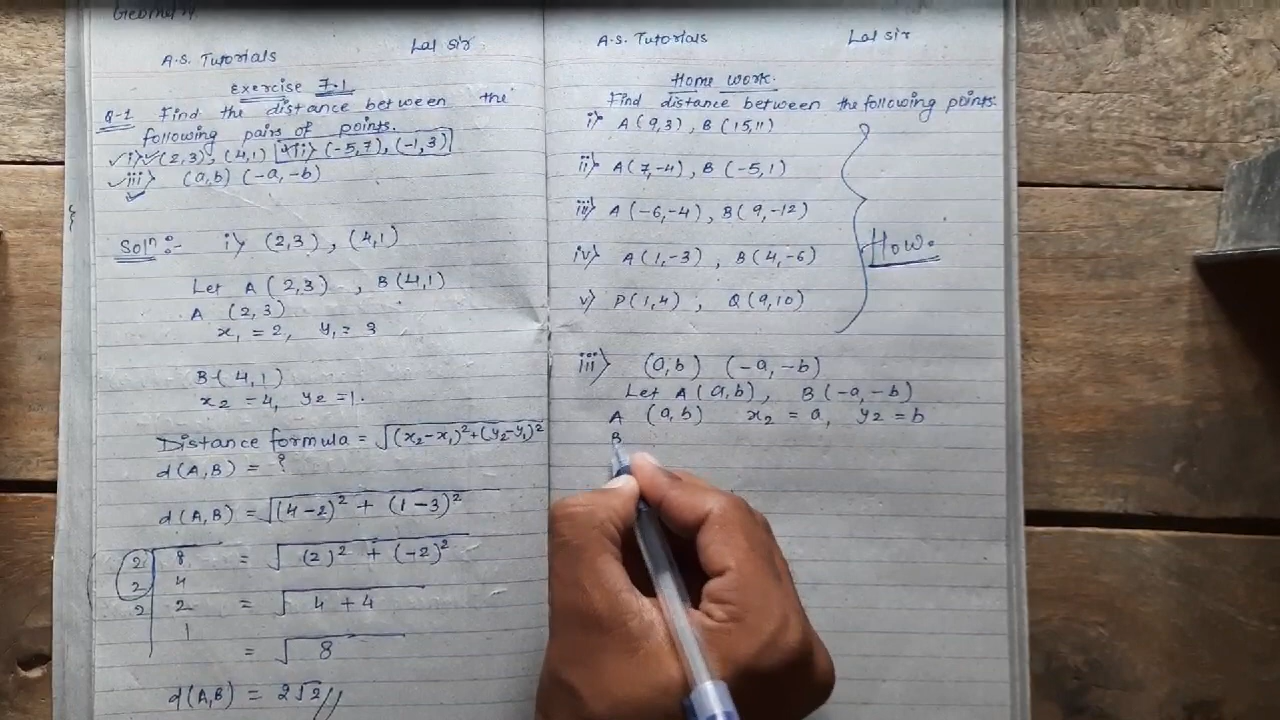 Geometry
A.S. Tutorials Lal sir
Exercise 7.1
Q-1 Find the distance between the
following pairs of points.
i> (2,3), (4,1) ii> (-5,7), (-1,3)
iii> (a,b) (-a,-b)
Soln:- i> (2,3), (4,1)
Let A (2,3) , B(4,1)
A (2,3)
x₁ = 2, y₁ = 3
B(4,1)
x₂ = 4, y₂ = 1.
Distance formula = √(x₂-x₁)²+(y₂-y₁)²
d(A,B) = ?
d(A,B) = √(4-2)² + (1-3)²
2 8 = √(2)² + (-2)²
2 4
2 2 = √4+4
1
= √8
d(A,B) = 2√2//
A.S. Tutorials Lal sir
Home work.
Find distance between the following points.
i> A(9,3), B(15,11)
ii> A(7,-4), B(-5,1)
iii> A(-6,-4), B(9,-12)
iv> A(1,-3) , B(4,-6)
H.O.W.
v> P(1,4) , Q(9,10)
iii> (a,b) (-a,-b)
Let A(a,b), B(-a,-b)
A (a,b) x₂ = a, y₂ = b
B